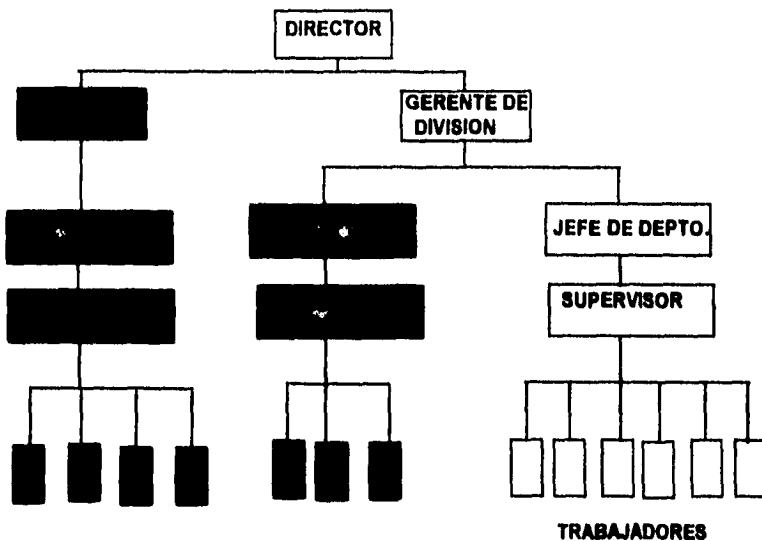 DIRECTOR
GERENTE DE
DIVISION
JEFE DE DEPTO.
SUPERVISOR
TRABAJADORES